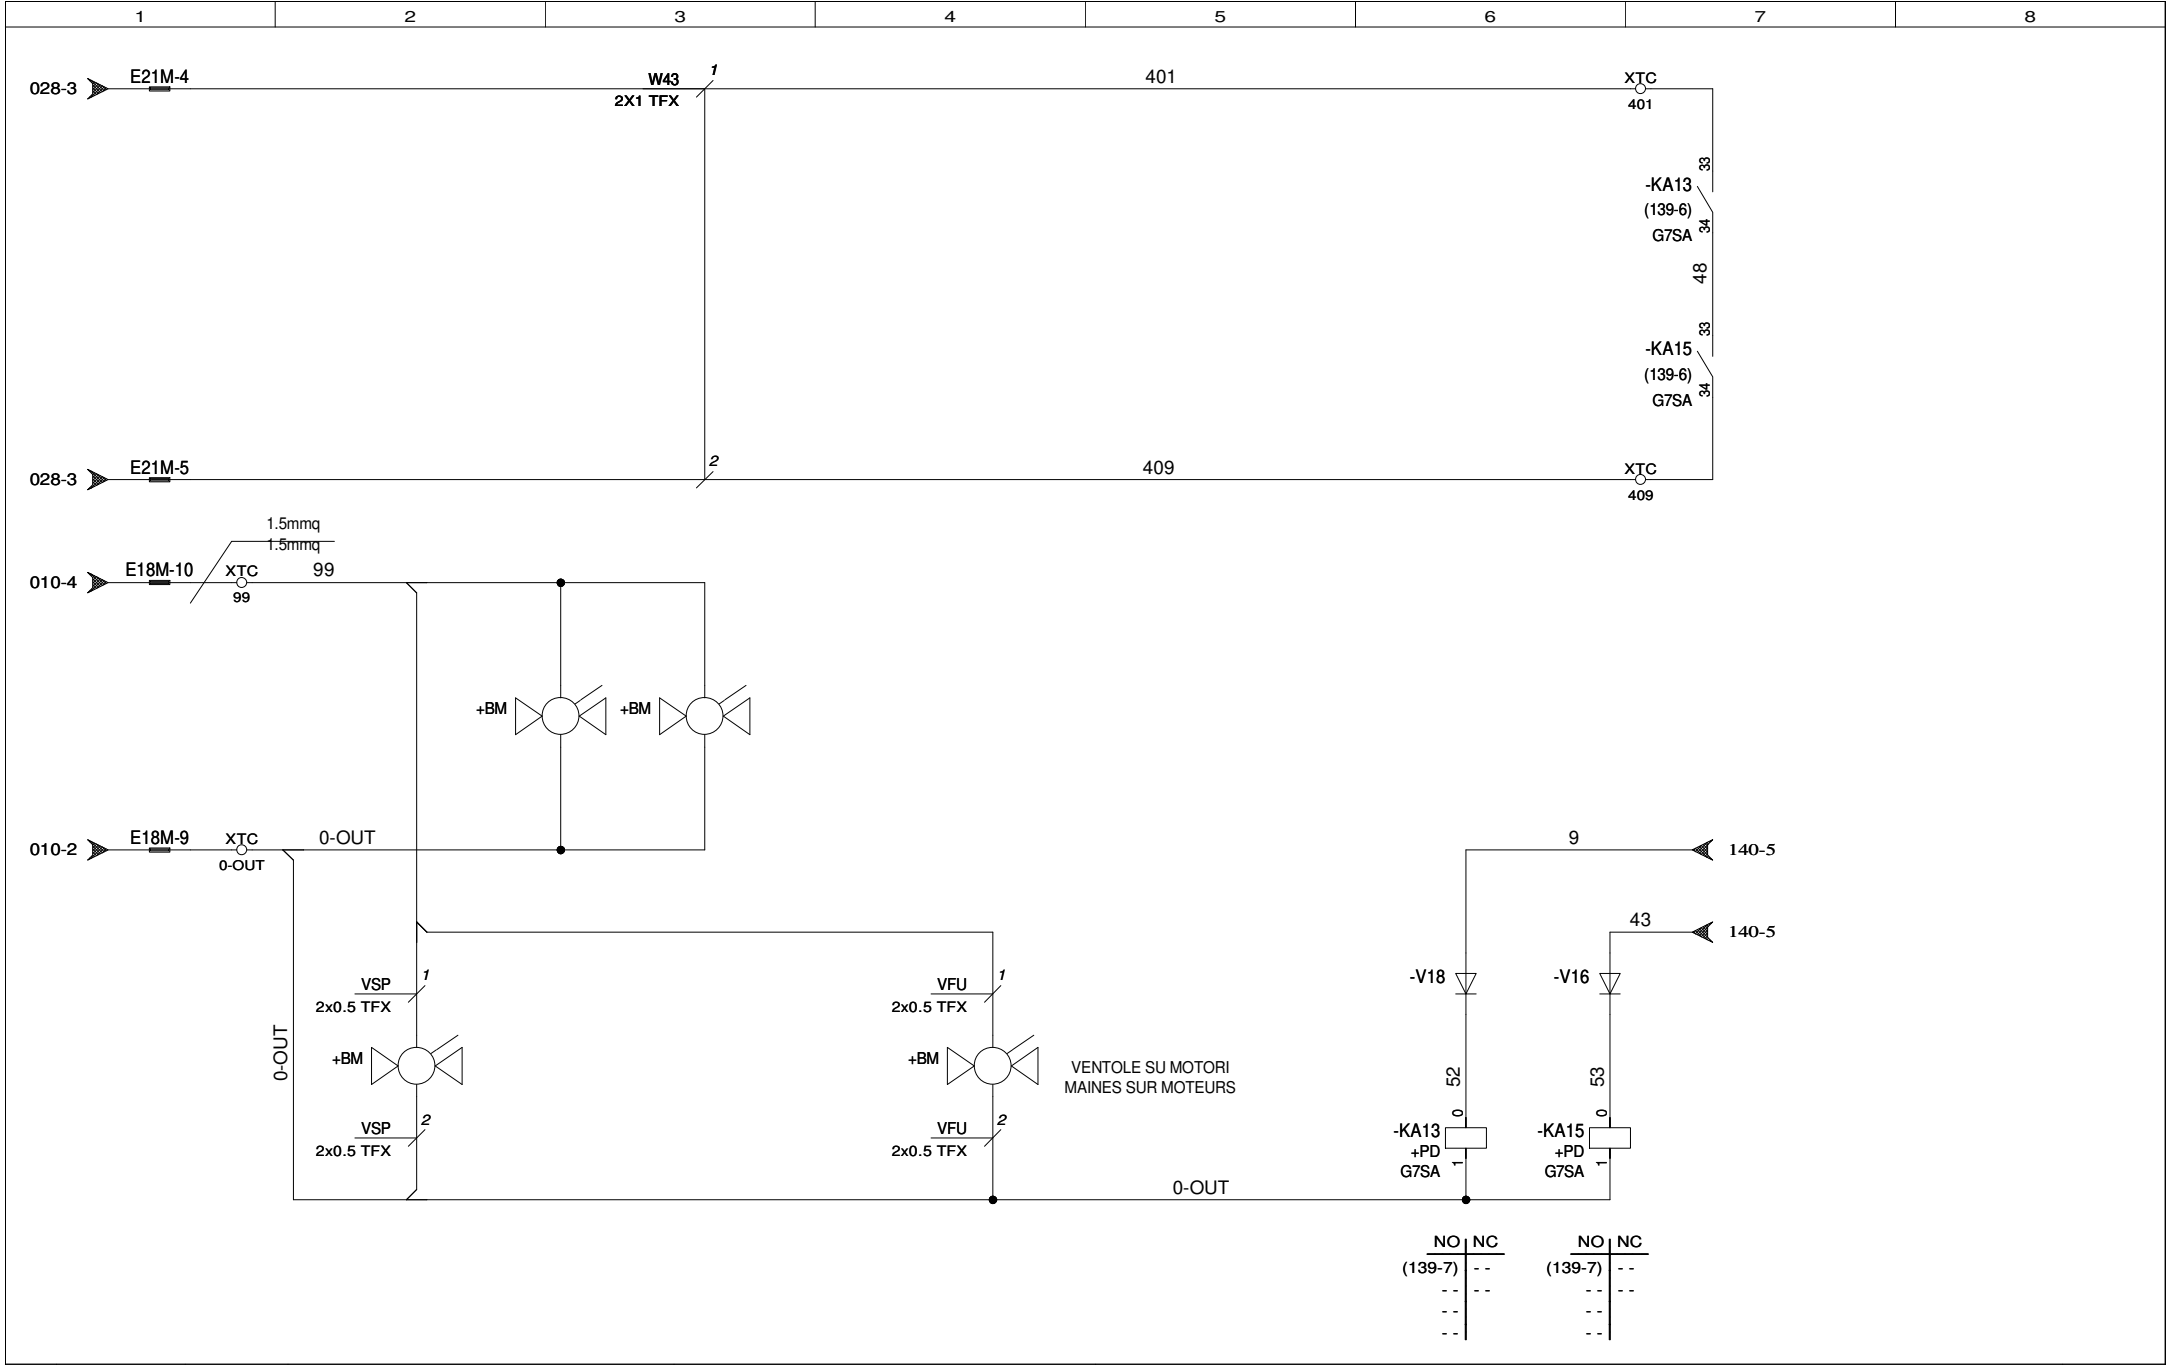 1 2 3 4 5 6 7 8
028-3 E21M-4 W43 1 401 XTC
2X1 TFX 401
33
-KA13
(139-6)
34
G7SA
48
33
-KA15
(139-6)
34
G7SA
028-3 E21M-5 2 409 XTC
409
1.5mmq
1.5mmq
010-4 E18M-10 XTC 99
99
+BM +BM
010-2 E18M-9 XTC 0-OUT 9 140-5
0-OUT
43 140-5
VSP 1 VFU 1 -V18 -V16
2x0.5 TFX 2x0.5 TFX
0-OUT
+BM +BM VENTOLE SU MOTORI
MAINES SUR MOTEURS
52 53
VSP 2 VFU 2 0 0
2x0.5 TFX 2x0.5 TFX
-KA13 -KA15
+PD +PD
G7SA 1 G7SA 1
0-OUT
NO NC NO NC
(139-7) - - (139-7) - -
- - - - - - - -
- - - -
- - - -